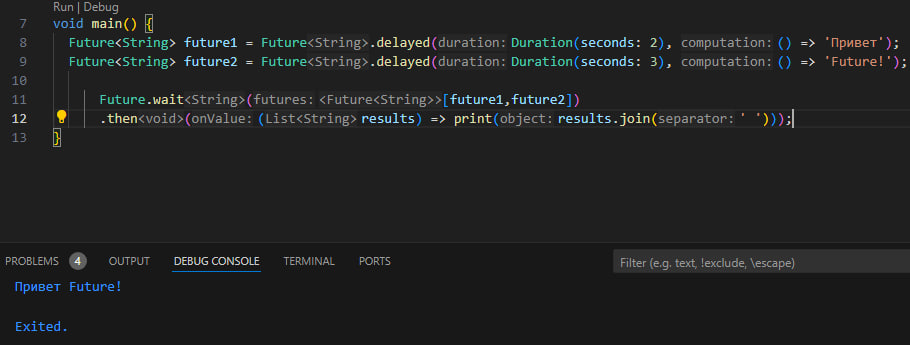 Run | Debug
7 void main() {
8 Future<String> future1 = Future<String>.delayed(duration: Duration(seconds: 2), computation: () => 'Привет');
9 Future<String> future2 = Future<String>.delayed(duration: Duration(seconds: 3), computation: () => 'Future!');
10
11 Future.wait<String>(futures: <Future<String>>[future1,future2])
12 .then<void>(onValue: (List<String> results) => print(object: results.join(separator: ' ')));
13 }
PROBLEMS 4 OUTPUT DEBUG CONSOLE TERMINAL PORTS Filter (e.g. text, !exclude, \escape)
Привет Future!
Exited.